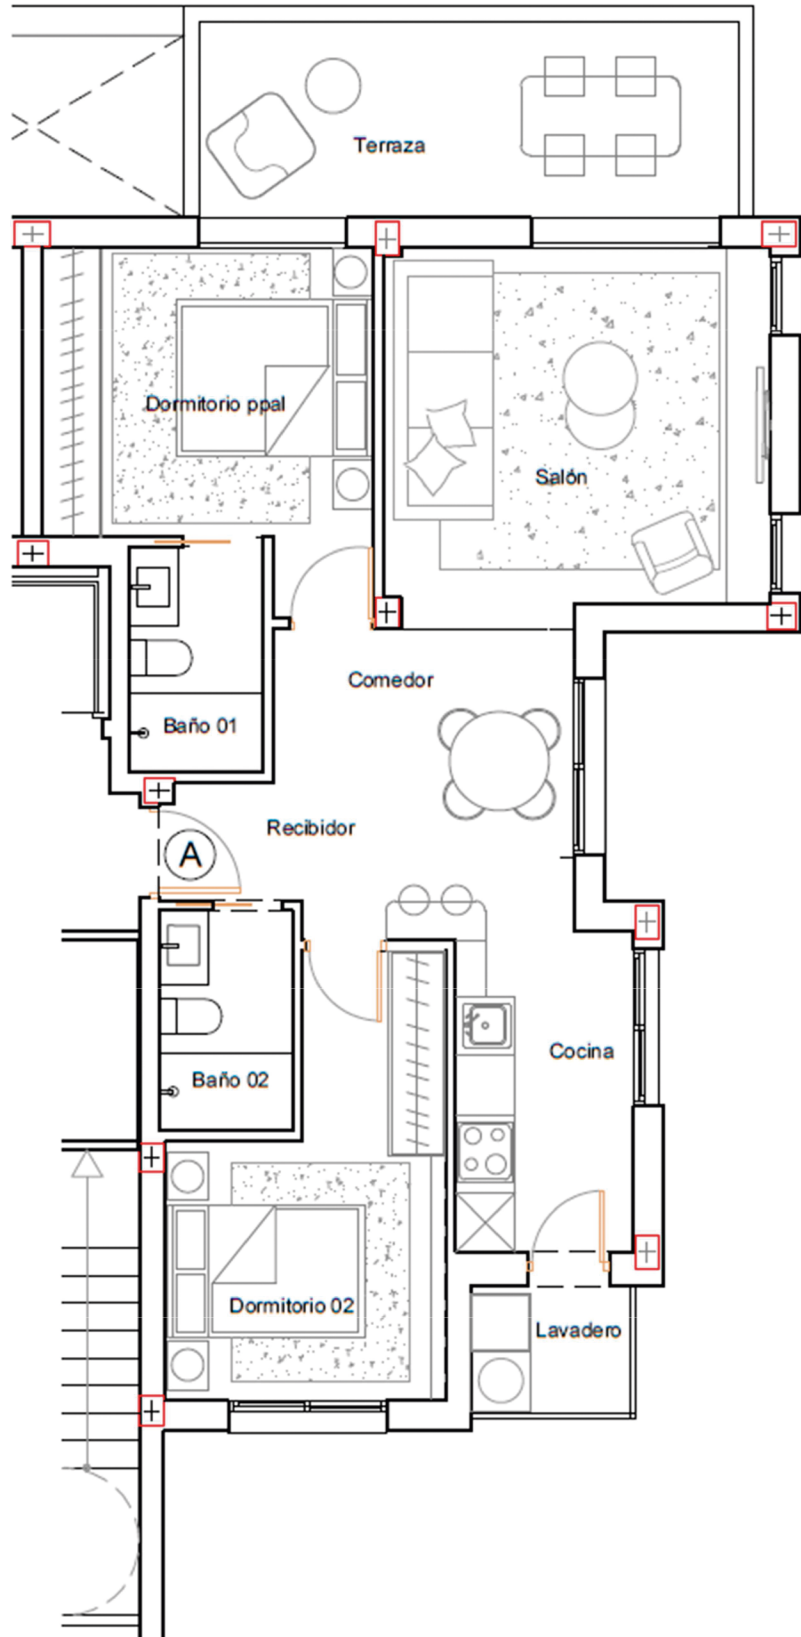 Terraza
Dormitorio ppal
Salón
Comedor
Baño 01
Recibidor
A
Cocina
Baño 02
Dormitorio 02
Lavadero